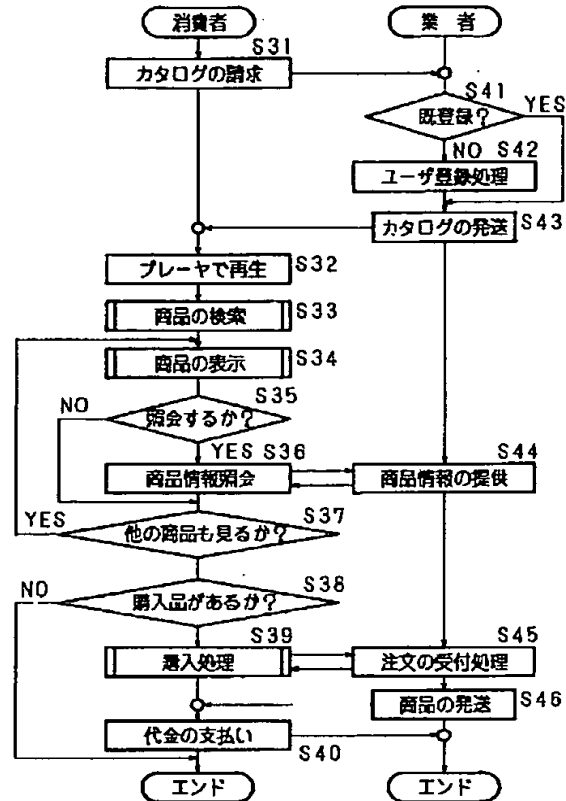 消費者
業者
S31
カタログの請求
S41
既登録?
YES
NO
S42
ユーザ登録処理
カタログの発送
S43
プレーヤで再生
S32
商品の検索
S33
商品の表示
S34
S35
NO
照会するか?
YES
S36
S44
商品情報照会
商品情報の提供
S37
YES
他の商品も見るか?
S38
NO
購入品があるか?
S39
S45
購入処理
注文の受付処理
商品の発送
S46
代金の支払い
S40
エンド
エンド